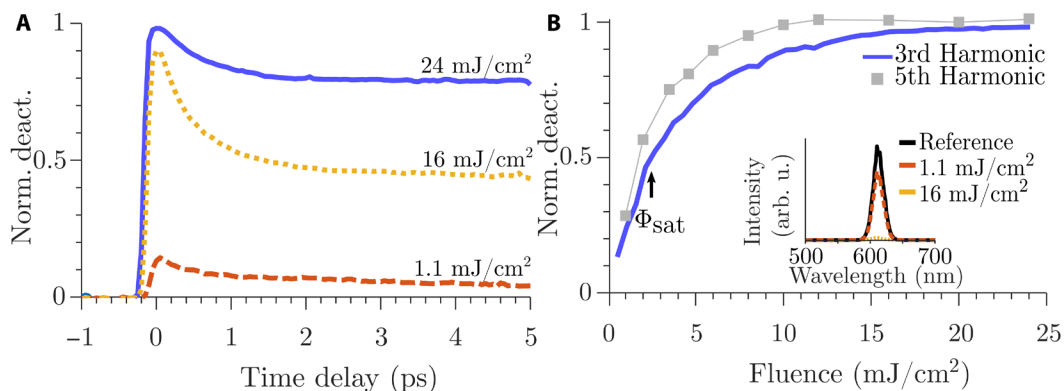 A
Norm. deact.
1
0.5
0
24 mJ/cm²
16 mJ/cm²
1.1 mJ/cm²
−1 0 1 2 3 4 5
Time delay (ps)
B
Norm. deact.
1
0.5
0
3rd Harmonic
5th Harmonic
Φsat
Reference
1.1 mJ/cm²
16 mJ/cm²
Intensity
(arb. u.)
500 600 700
Wavelength (nm)
0 5 10 15 20 25
Fluence (mJ/cm²)